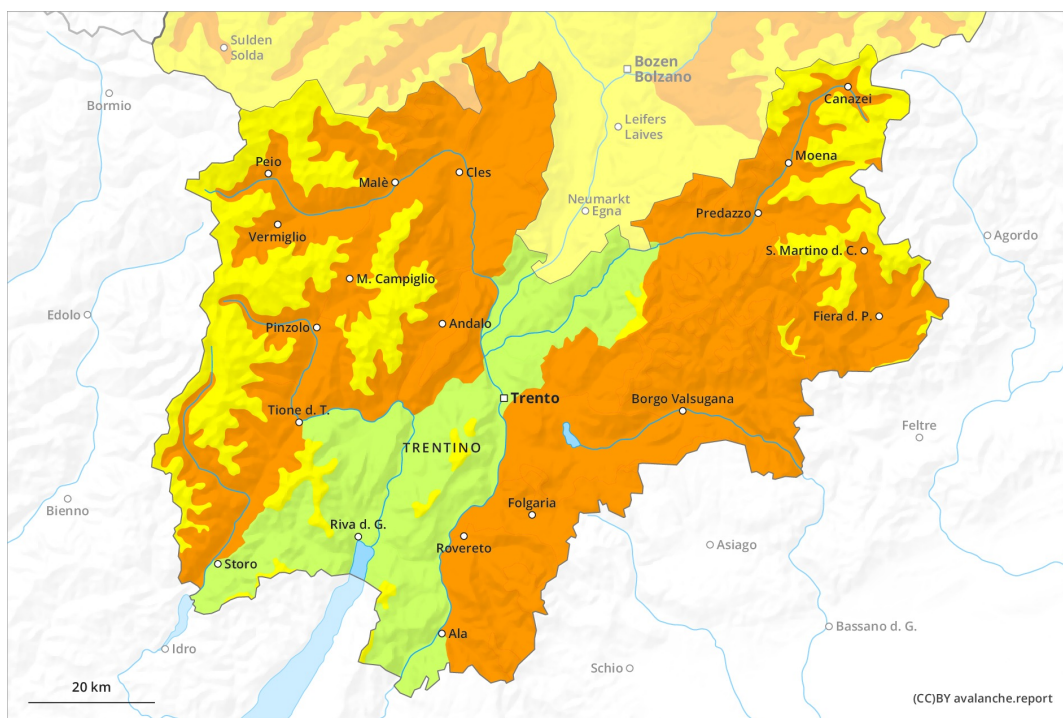 Sulden
Solda
Bozen
Bolzano
Bormio
Canazei
Leifers
Laives
Peio
Malè
Cles
Moena
Neumarkt
Egna
Predazzo
Vermiglio
Agordo
S. Martino d. C.
M. Campiglio
Edolo
Pinzolo
Andalo
Fiera d. P.
Tione d. T.
Trento
Borgo Valsugana
Feltre
TRENTINO
Bienno
Folgaria
Riva d. G.
Rovereto
Asiago
Storo
Ala
Bassano d. G.
Idro
Schio
20 km
(CC)BY avalanche.report